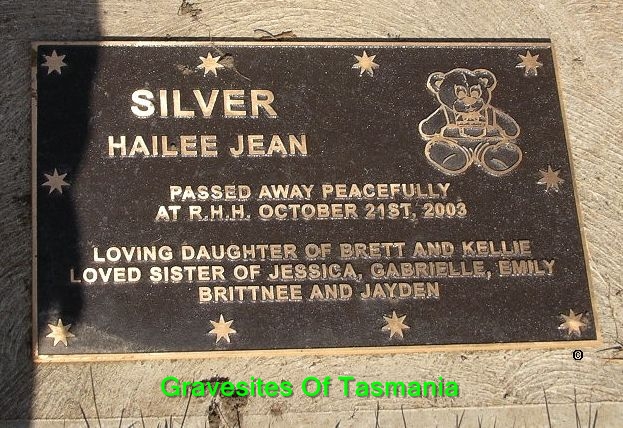 SILVER
HAILEE JEAN
PASSED AWAY PEACEFULLY
AT R.H.H. OCTOBER 21ST, 2003
LOVING DAUGHTER OF BRETT AND KELLIE
LOVED SISTER OF JESSICA, GABRIELLE, EMILY
BRITTNEE AND JAYDEN
©
Gravesites Of Tasmania